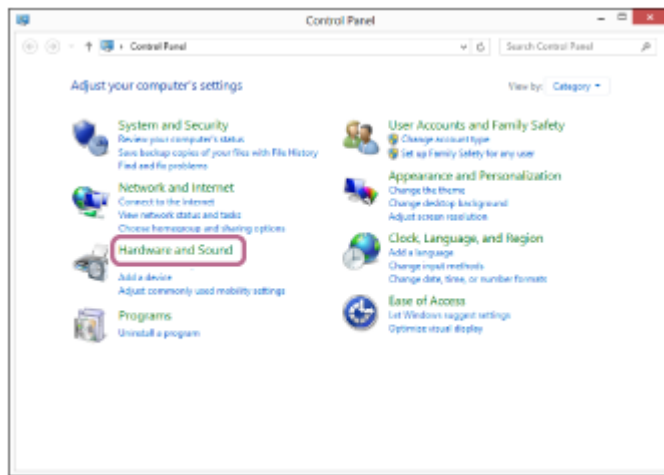 Control Panel
Control Panel
Search Control Panel
Adjust your computer's settings
View by: Category
System and Security
Review your computer's status
Save backup copies of your files with File History
Find and fix problems
Network and Internet
Connect to the Internet
View network status and tasks
Choose homegroup and sharing options
Hardware and Sound
Add a device
Adjust commonly used mobility settings
Programs
Uninstall a program
User Accounts and Family Safety
Change account type
Set up Family Safety for any user
Appearance and Personalization
Change the theme
Change desktop background
Adjust screen resolution
Clock, Language, and Region
Add a language
Change input methods
Change date, time, or number formats
Ease of Access
Let Windows suggest settings
Optimize visual display